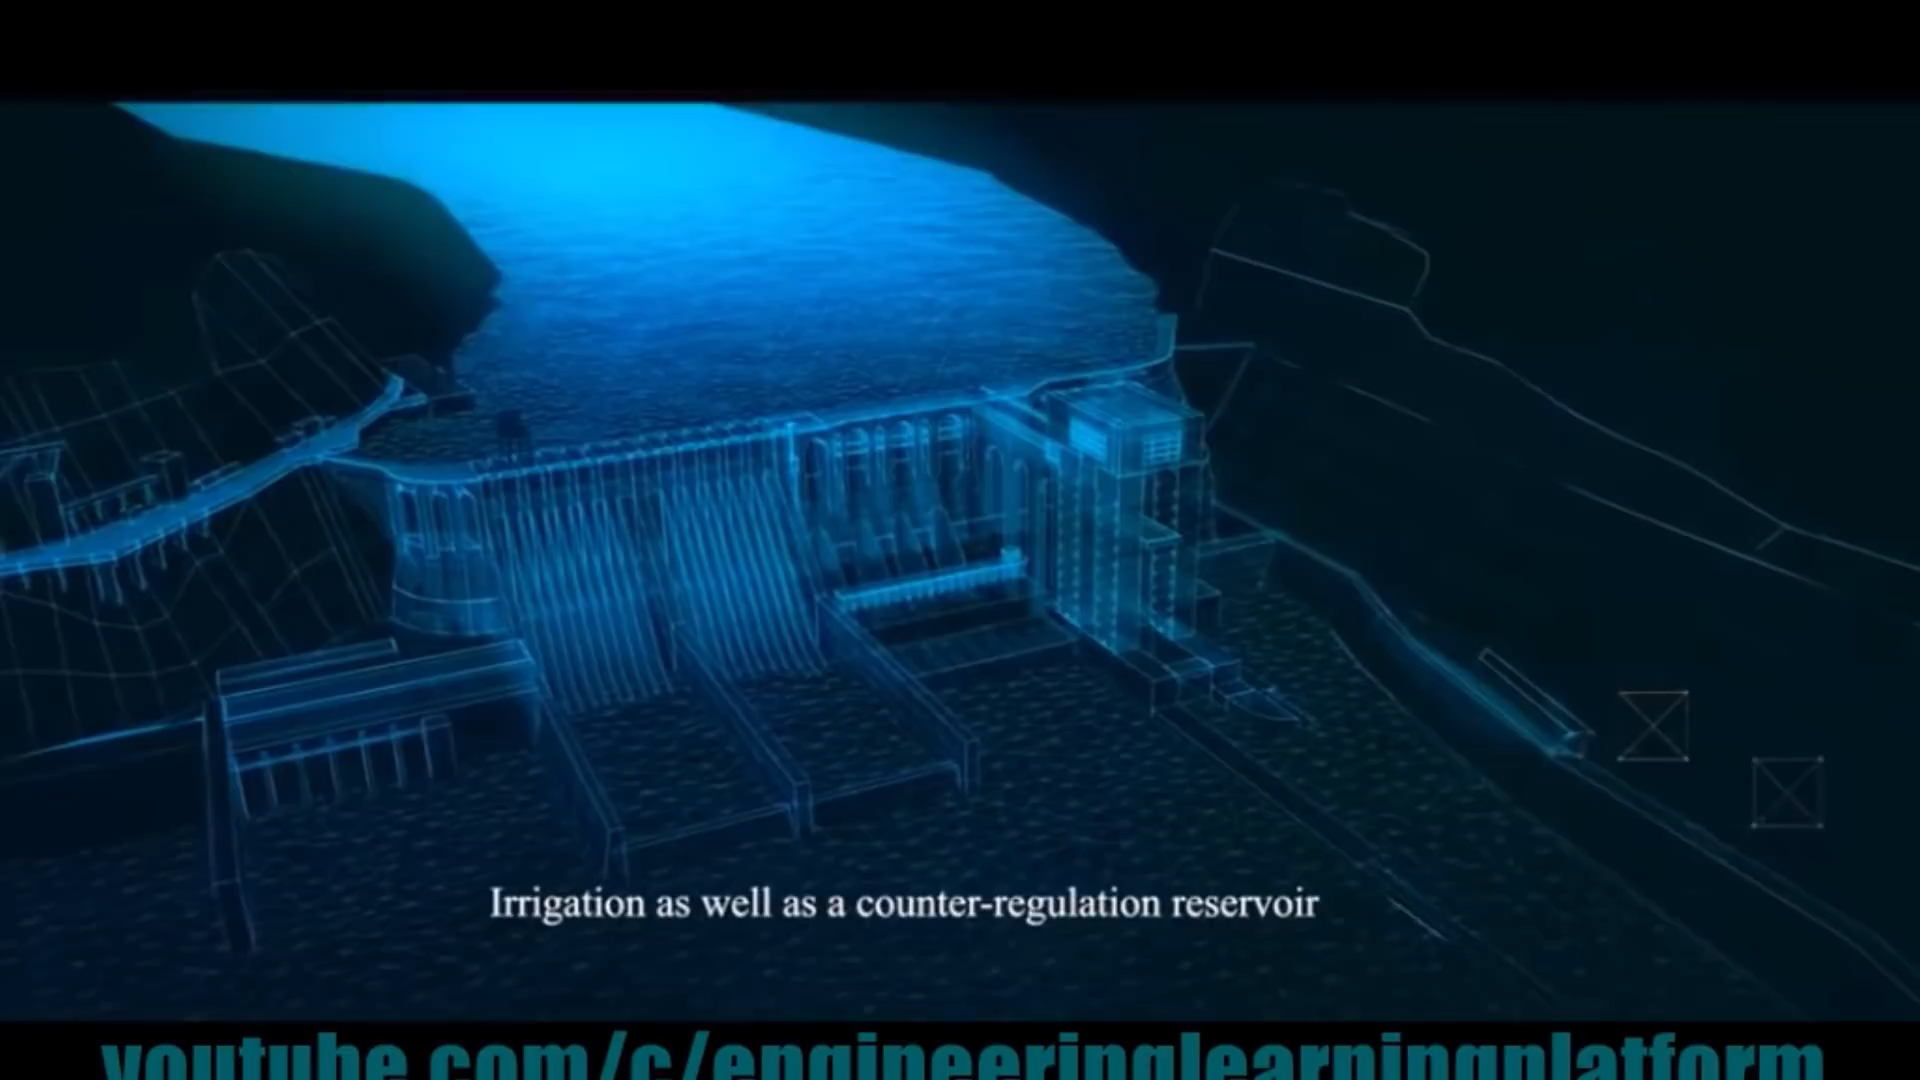 Irrigation as well as a counter-regulation reservoir
youtube.com/c/engineeringlearningplatform